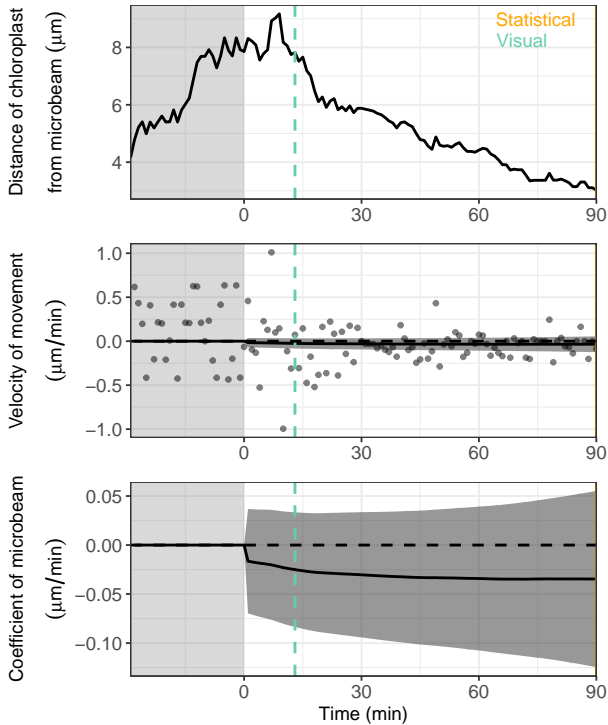 Distance of chloroplast
from microbeam (μm)
8
6
4
Statistical
Visual
0
30
60
90
Velocity of movement
(μm/min)
1.0
0.5
0.0
−0.5
−1.0
0
30
60
90
Coefficient of microbeam
(μm/min)
0.05
0.00
−0.05
−0.10
0
30
60
90
Time (min)